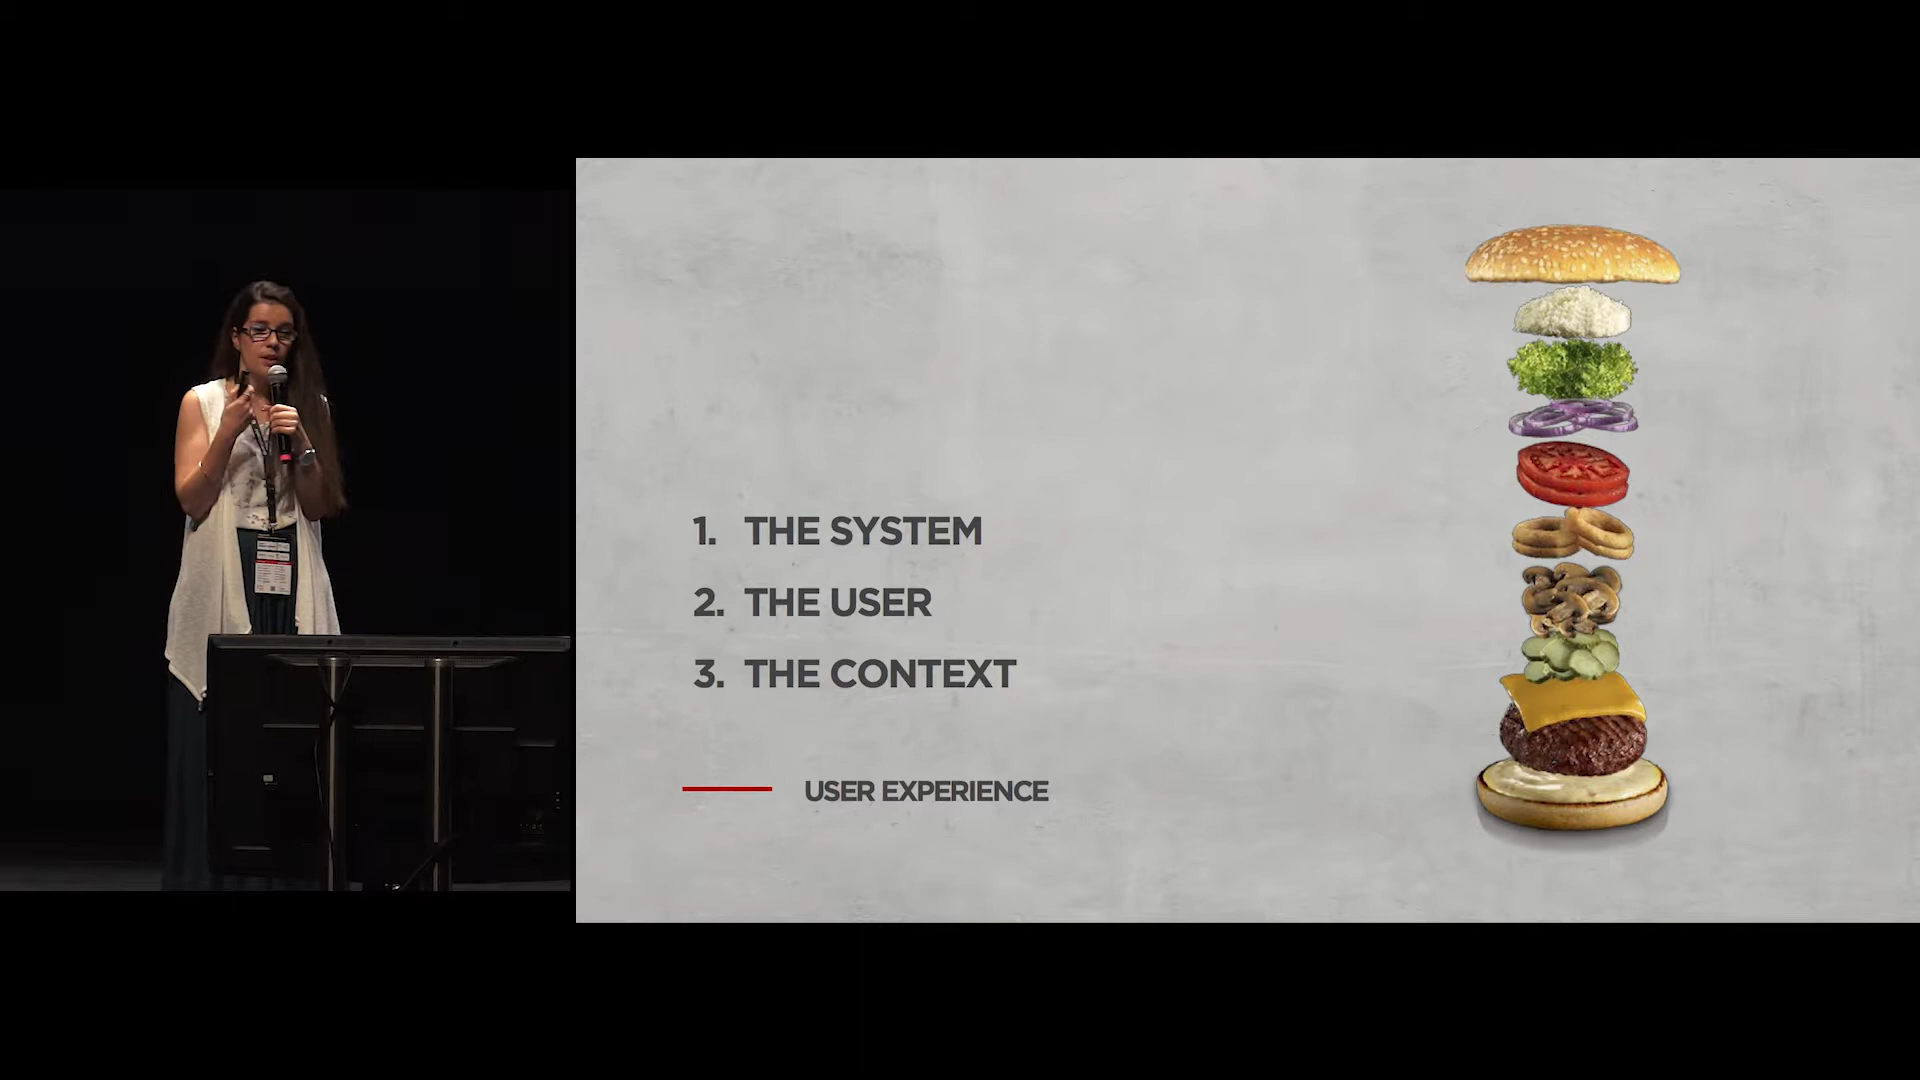 1. THE SYSTEM
2. THE USER
3. THE CONTEXT
USER EXPERIENCE